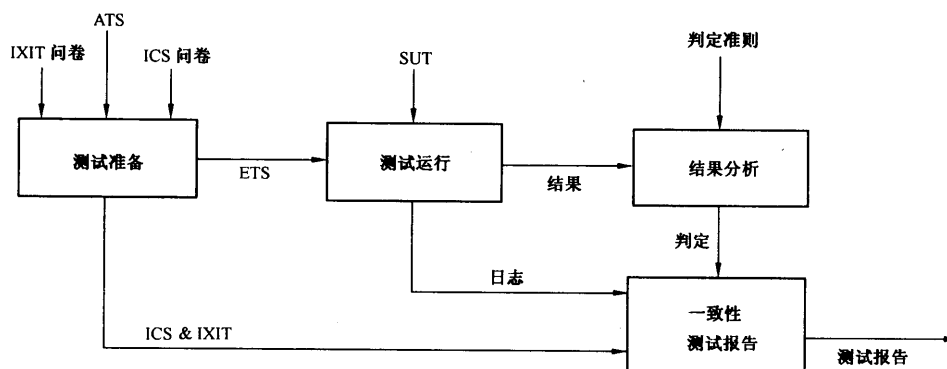 ATS
IXIT 问卷
ICS 问卷
SUT
判定准则
测试准备
ETS
测试运行
结果
结果分析
判定
日志
ICS & IXIT
一致性
测试报告
测试报告